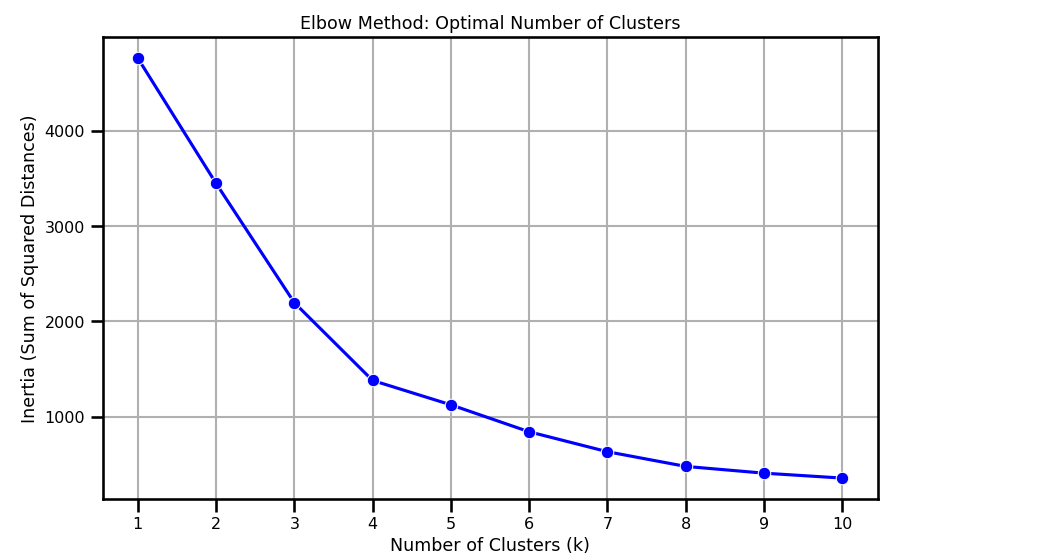 Elbow Method: Optimal Number of Clusters
Inertia (Sum of Squared Distances)
4000
3000
2000
1000
1 2 3 4 5 6 7 8 9 10
Number of Clusters (k)